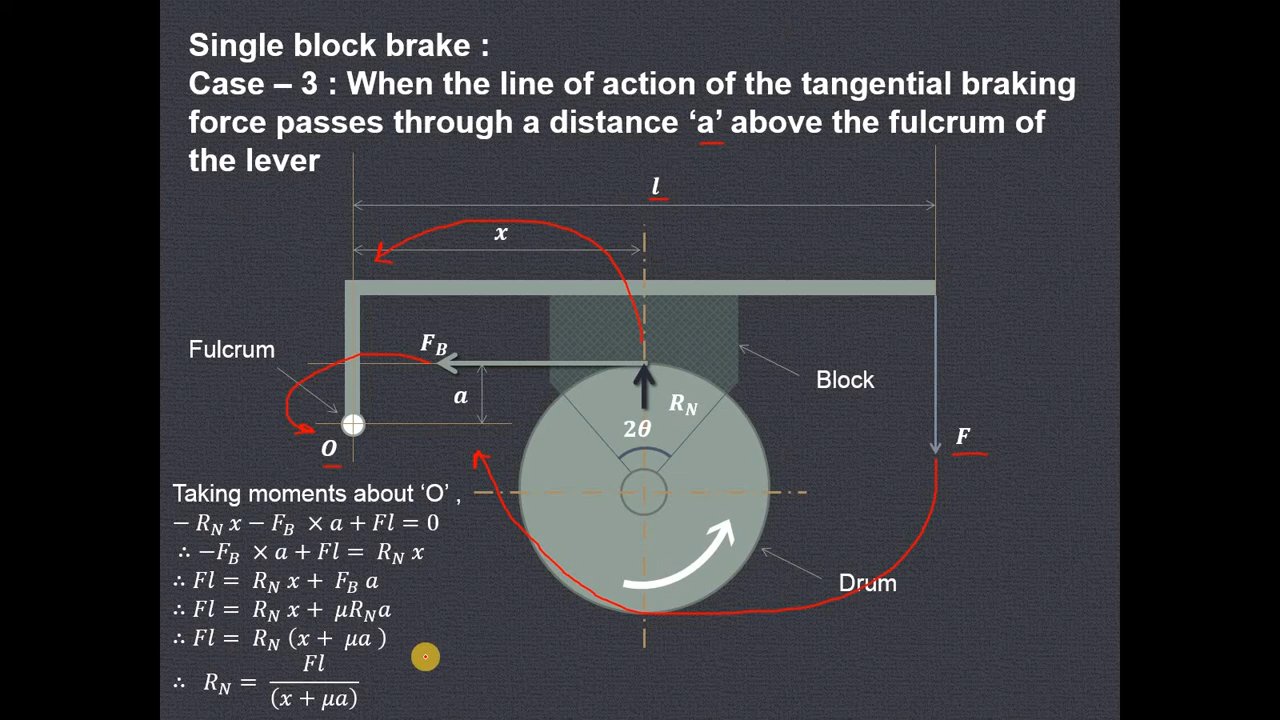 Single block brake :
Case – 3 : When the line of action of the tangential braking
force passes through a distance ‘a’ above the fulcrum of
the lever
l
x
Fulcrum
F_B
a
Block
R_N
2θ
F
O
Taking moments about ‘O’ ,
− R_N x − F_B × a + Fl = 0
∴ −F_B × a + Fl = R_N x
∴ Fl = R_N x + F_B a
∴ Fl = R_N x + μR_N a
∴ Fl = R_N (x + μa )
∴ R_N = Fl / (x + μa)
Drum